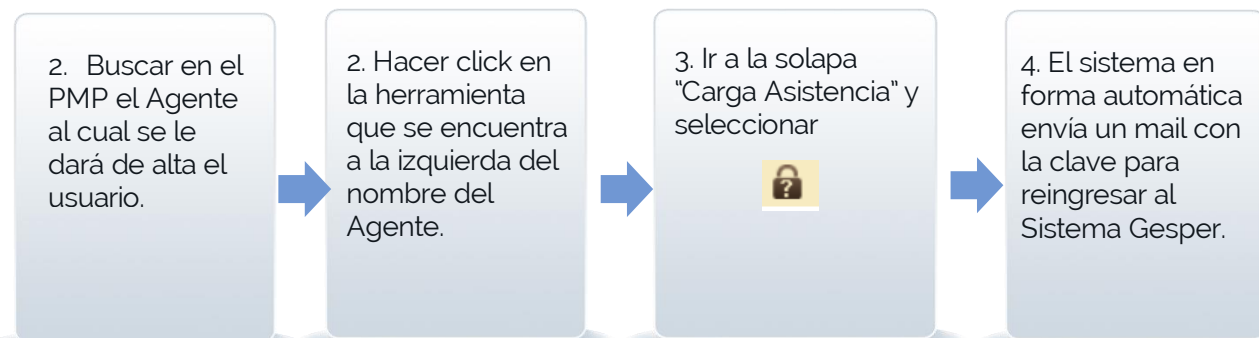 2. Buscar en el
PMP el Agente
al cual se le
dará de alta el
usuario.
2. Hacer click en
la herramienta
que se encuentra
a la izquierda del
nombre del
Agente.
3. Ir a la solapa
“Carga Asistencia” y
seleccionar
?
4. El sistema en
forma automática
envía un mail con
la clave para
reingresar al
Sistema Gesper.